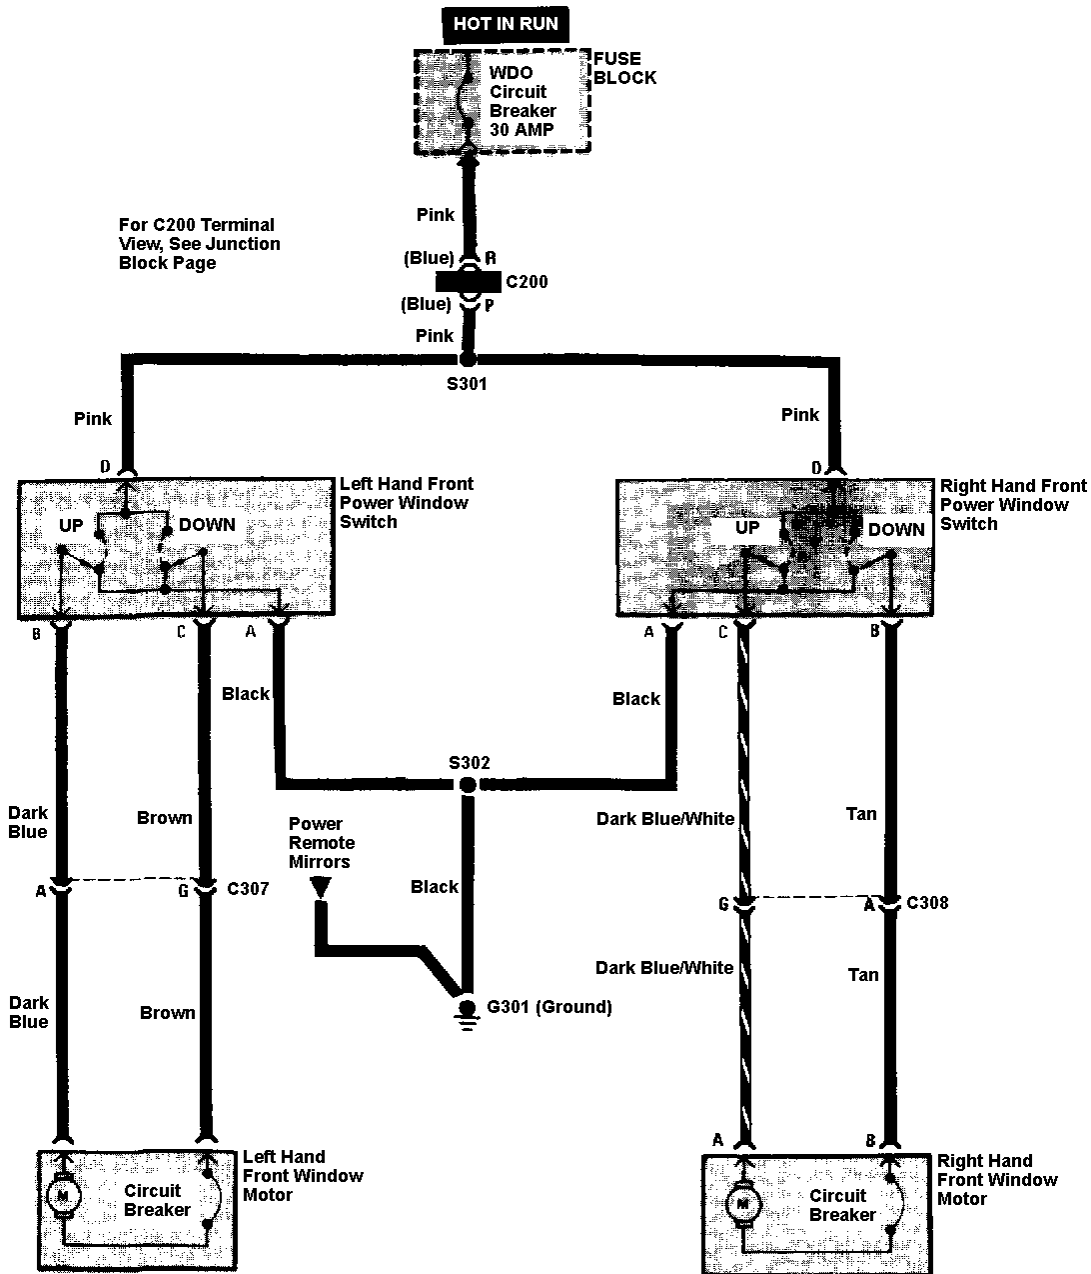 HOT IN RUN
FUSE
BLOCK
WDO
Circuit
Breaker
30 AMP
Pink
For C200 Terminal
View, See Junction
Block Page
(Blue) R
C200
(Blue) P
Pink
S301
Pink
Pink
D
D
Left Hand Front
Power Window
Switch
Right Hand Front
Power Window
Switch
UP DOWN
UP DOWN
B C A
A C B
Black
Black
S302
Dark
Blue
Brown
Power
Remote
Mirrors
Dark Blue/White
Tan
Black
A G C307
G A C308
Dark Blue/White
Tan
Dark
Blue
Brown
G301 (Ground)
A B
Left Hand
Front Window
Motor
Right Hand
Front Window
Motor
M
Circuit
Breaker
M
Circuit
Breaker